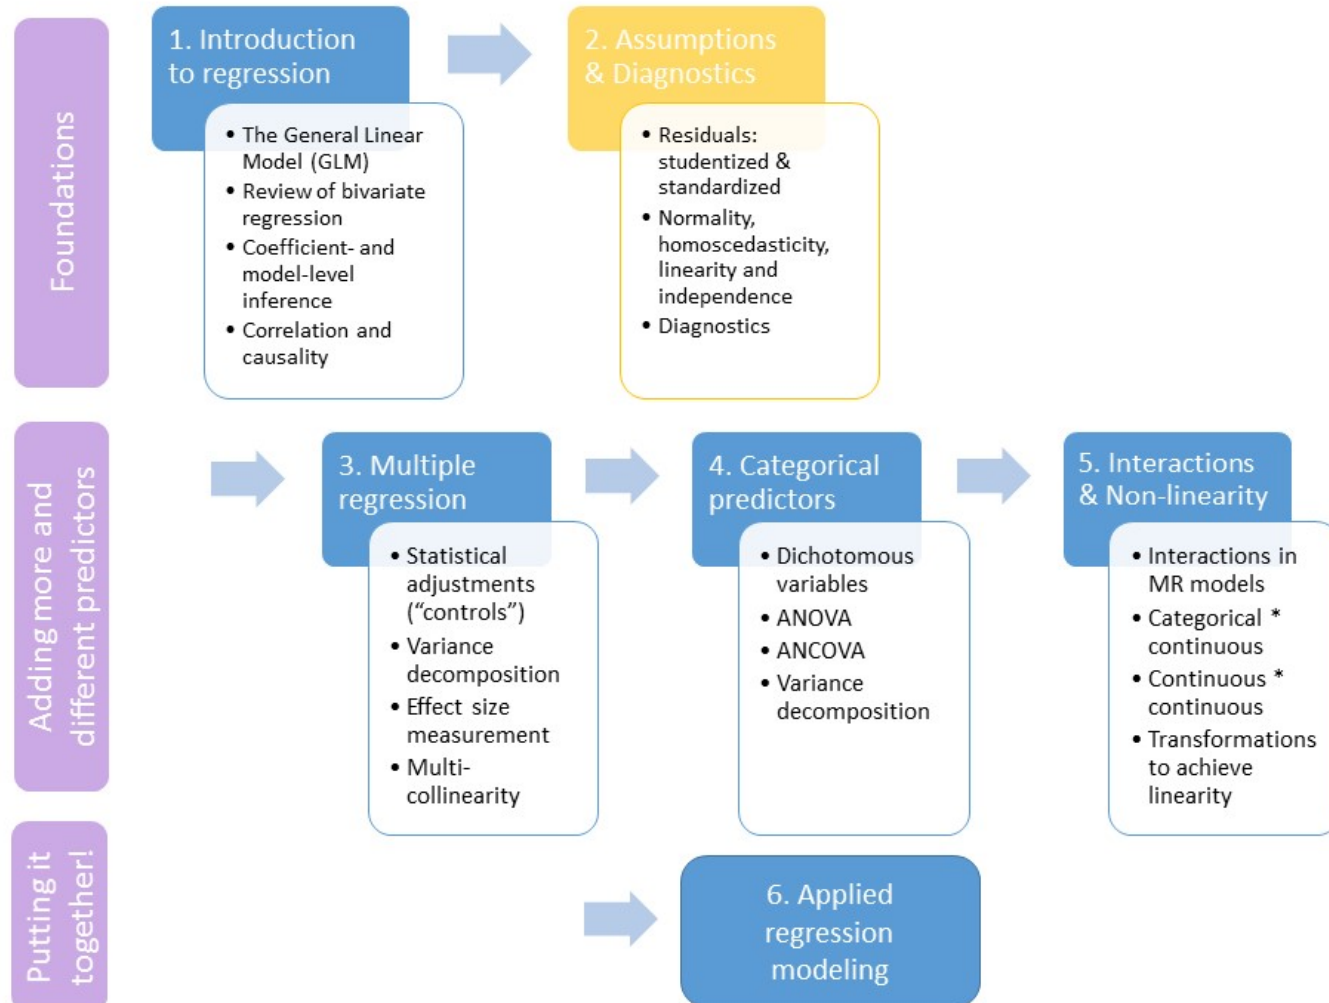 Foundations
1. Introduction
to regression
• The General Linear
Model (GLM)
• Review of bivariate
regression
• Coefficient- and
model-level
inference
• Correlation and
causality
2. Assumptions
& Diagnostics
• Residuals:
studentized &
standardized
• Normality,
homoscedasticity,
linearity and
independence
• Diagnostics
Adding more and
different predictors
3. Multiple
regression
• Statistical
adjustments
(“controls”)
• Variance
decomposition
• Effect size
measurement
• Multi-
collinearity
4. Categorical
predictors
• Dichotomous
variables
• ANOVA
• ANCOVA
• Variance
decomposition
5. Interactions
& Non-linearity
• Interactions in
MR models
• Categorical *
continuous
• Continuous *
continuous
• Transformations
to achieve
linearity
Putting it
together!
6. Applied
regression
modeling